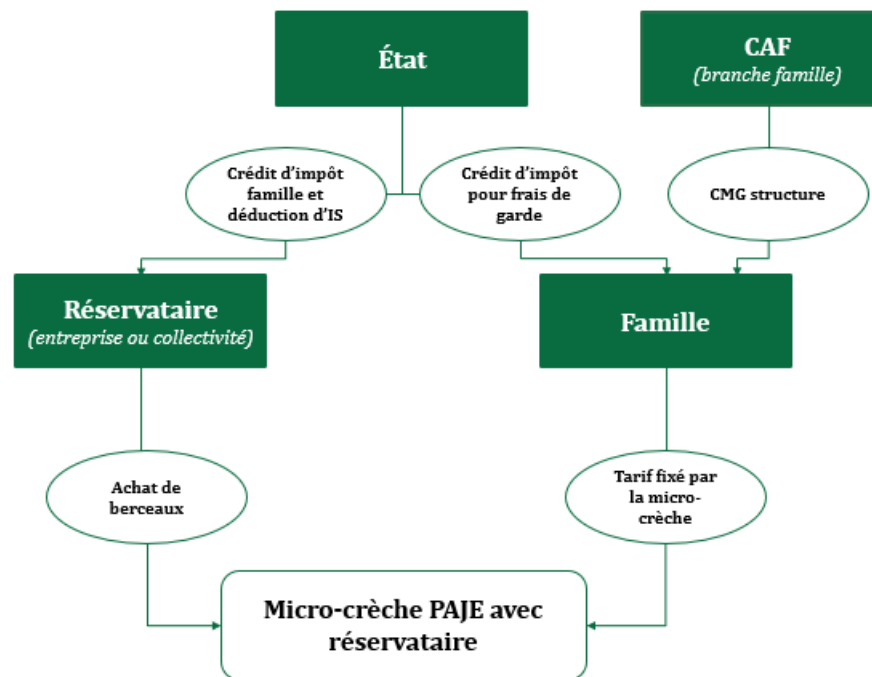 État
CAF
(branche famille)
Crédit d'impôt
famille et
déduction d'IS
Crédit d'impôt
pour frais de
garde
CMG structure
Réservataire
(entreprise ou collectivité)
Famille
Achat de
berceaux
Tarif fixé par
la micro-
crèche
Micro-crèche PAJE avec
réservataire